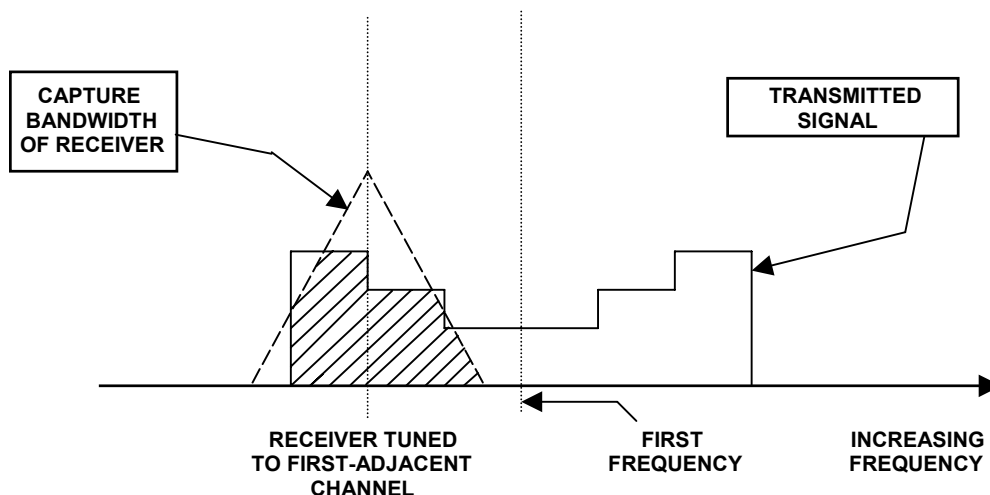 CAPTURE
BANDWIDTH
OF RECEIVER
TRANSMITTED
SIGNAL
RECEIVER TUNED
TO FIRST-ADJACENT
CHANNEL
FIRST
FREQUENCY
INCREASING
FREQUENCY